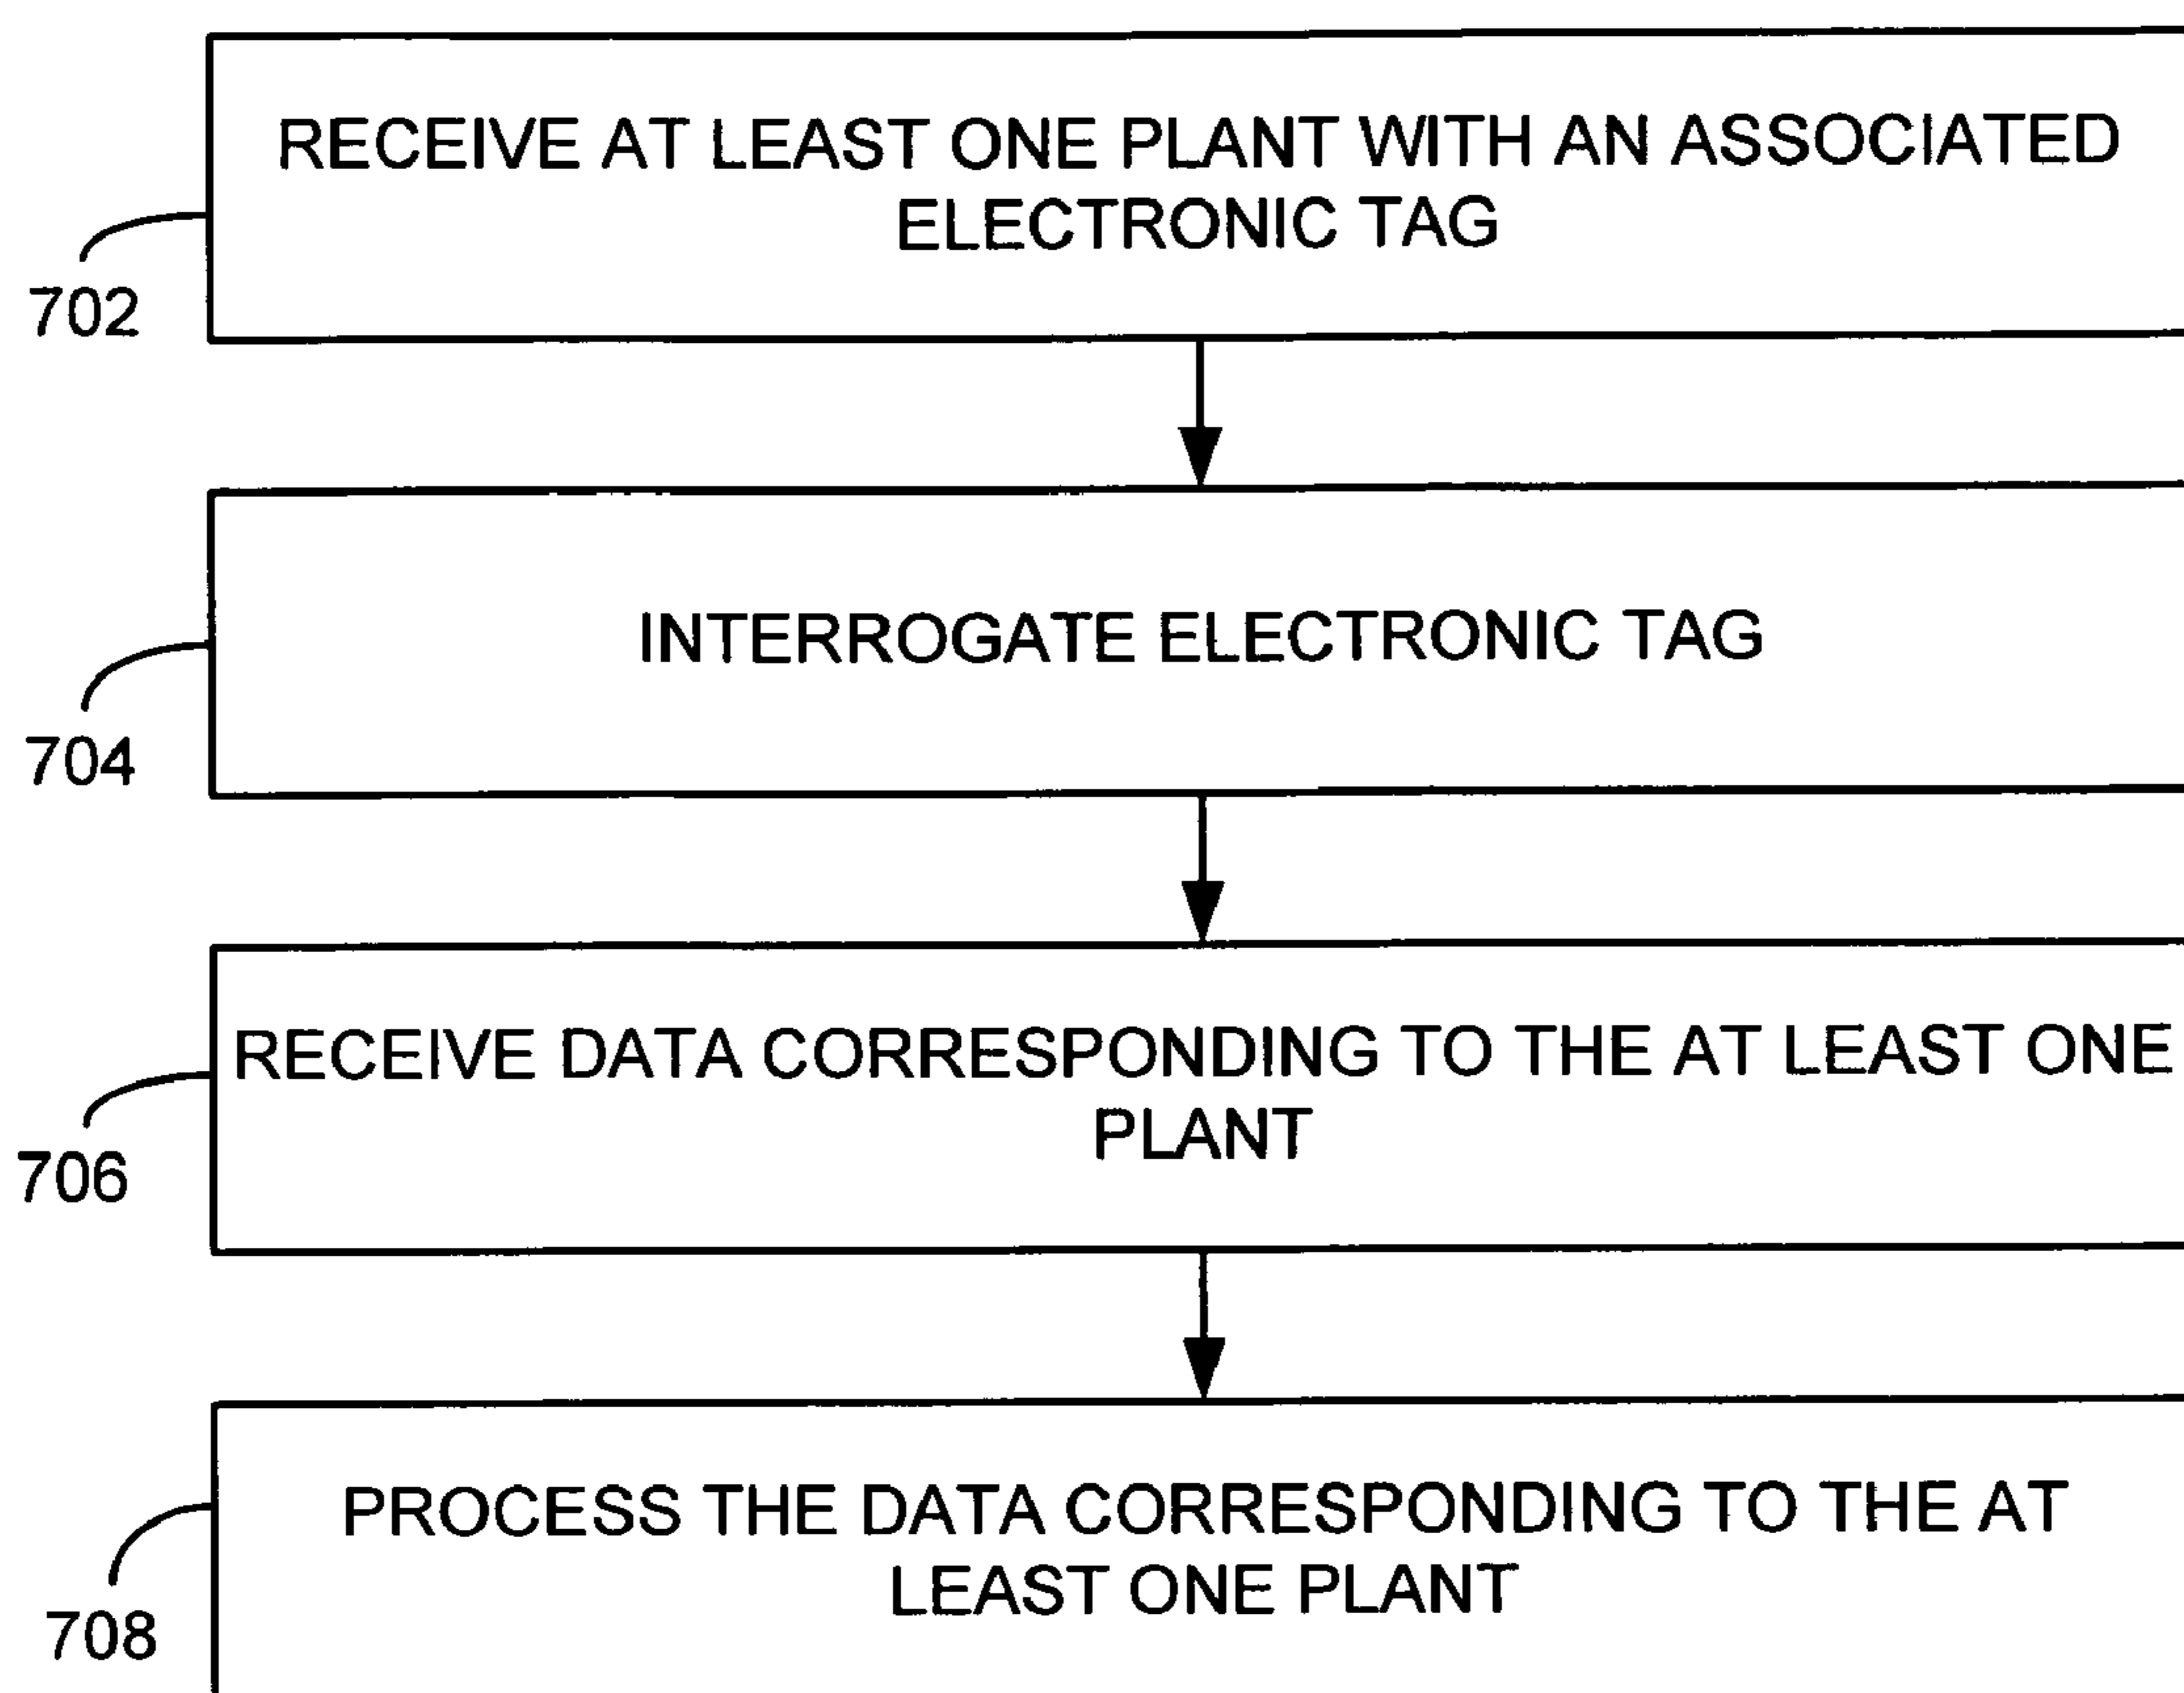 RECEIVE AT LEAST ONE PLANT WITH AN ASSOCIATED
ELECTRONIC TAG
702
INTERROGATE ELECTRONIC TAG
704
RECEIVE DATA CORRESPONDING TO THE AT LEAST ONE
PLANT
706
PROCESS THE DATA CORRESPONDING TO THE AT
LEAST ONE PLANT
708